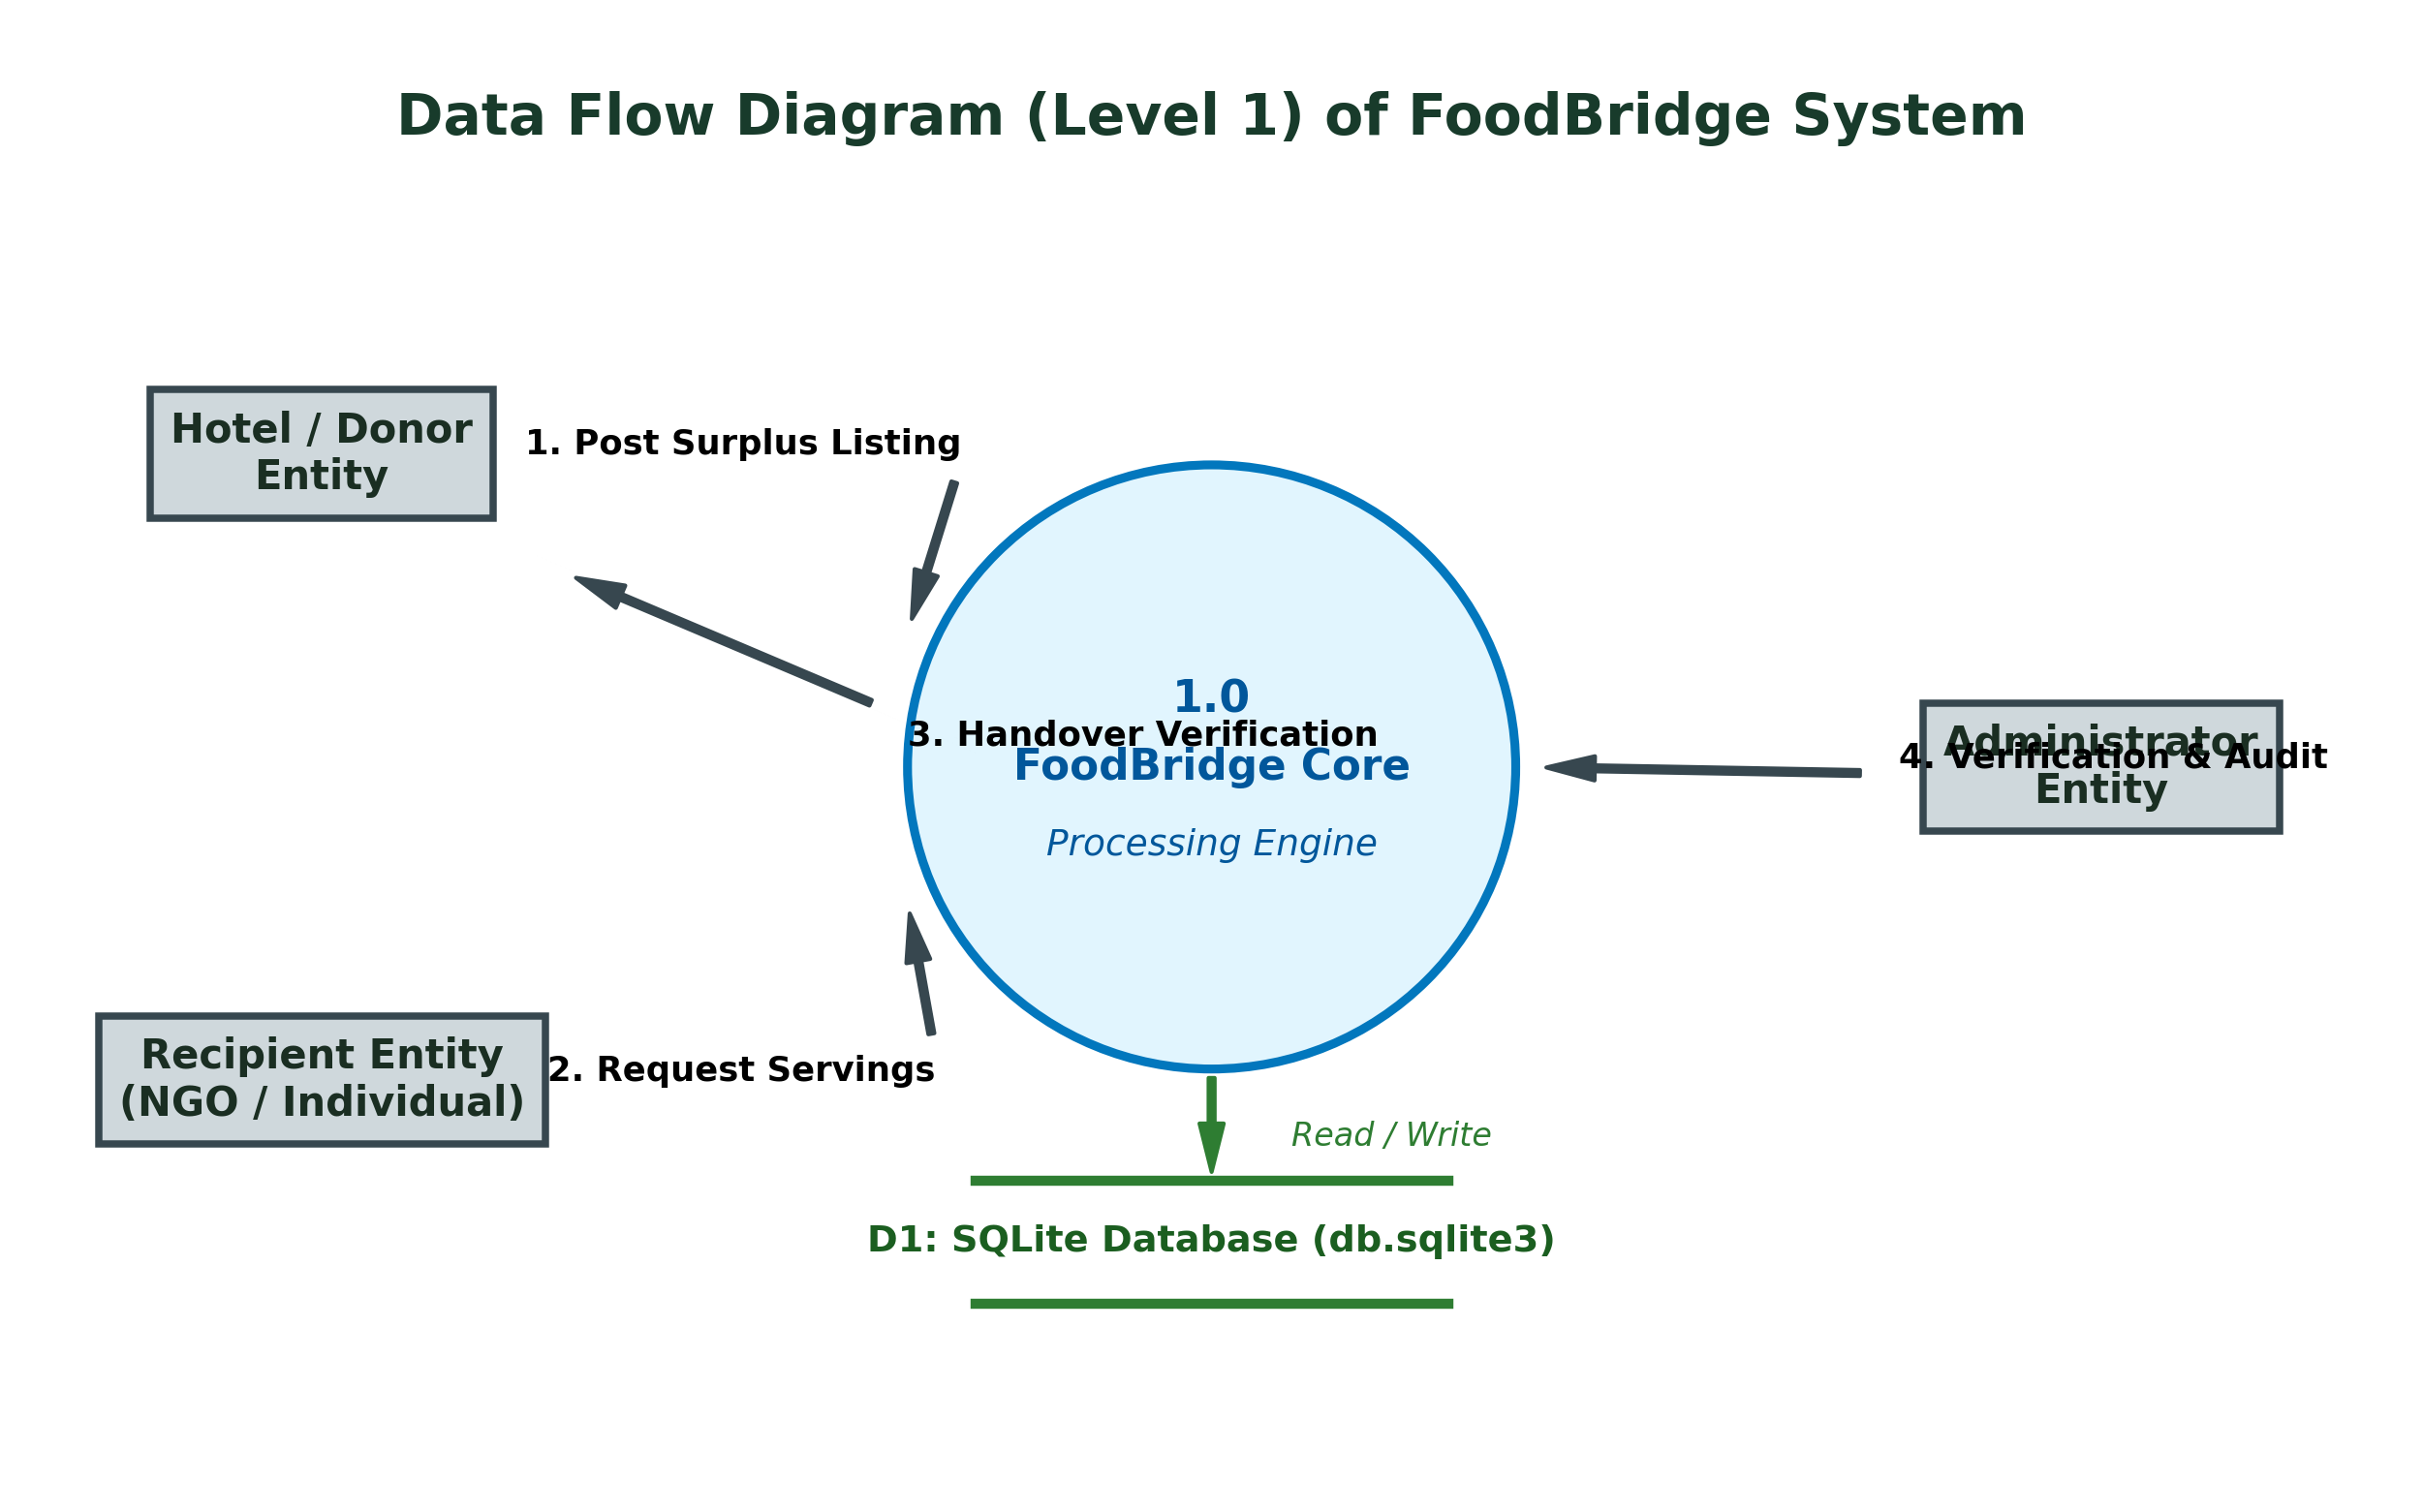 Data Flow Diagram (Level 1) of FoodBridge System
Hotel / Donor
Entity
1. Post Surplus Listing
1.0
3. Handover Verification
FoodBridge Core
Processing Engine
Administrator
4. Verification & Audit
Entity
Recipient Entity
(NGO / Individual)
2. Request Servings
Read / Write
D1: SQLite Database (db.sqlite3)